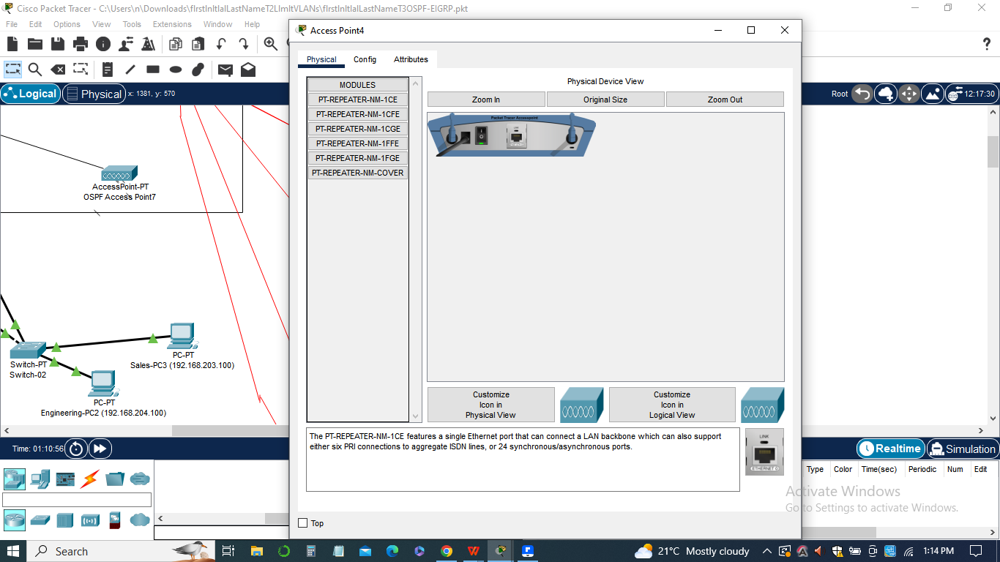 Cisco Packet Tracer - C:\Users\n\Downloads\fIrstInItIalLastNameT2LImItVLANs\fIrstInItIalLastNameT3OSPF-EIGRP.pkt
File Edit Options View Tools Extensions Window Help
Access Point4
Physical Config Attributes
Logical Physical x: 1381, y: 570
Root 12:17:30
MODULES
PT-REPEATER-NM-1CE
PT-REPEATER-NM-1CFE
PT-REPEATER-NM-1CGE
PT-REPEATER-NM-1FFE
PT-REPEATER-NM-1FGE
PT-REPEATER-NM-COVER
Physical Device View
Zoom In Original Size Zoom Out
Packet Tracer Accesspoint
LINK
AccessPoint-PT
OSPF Access Point7
PC-PT
Sales-PC3 (192.168.203.100)
Switch-PT
Switch-02
PC-PT
Engineering-PC2 (192.168.204.100)
Customize
Icon in
Physical View
Customize
Icon in
Logical View
The PT-REPEATER-NM-1CE features a single Ethernet port that can connect a LAN backbone which can also support
either six PRI connections to aggregate ISDN lines, or 24 synchronous/asynchronous ports.
LINK
ETHERNET 0
Top
Time: 01:10:56
Realtime Simulation
Type Color Time(sec) Periodic Num Edit
Activate Windows
Go to Settings to activate Windows.
Search
21°C Mostly cloudy
1:14 PM